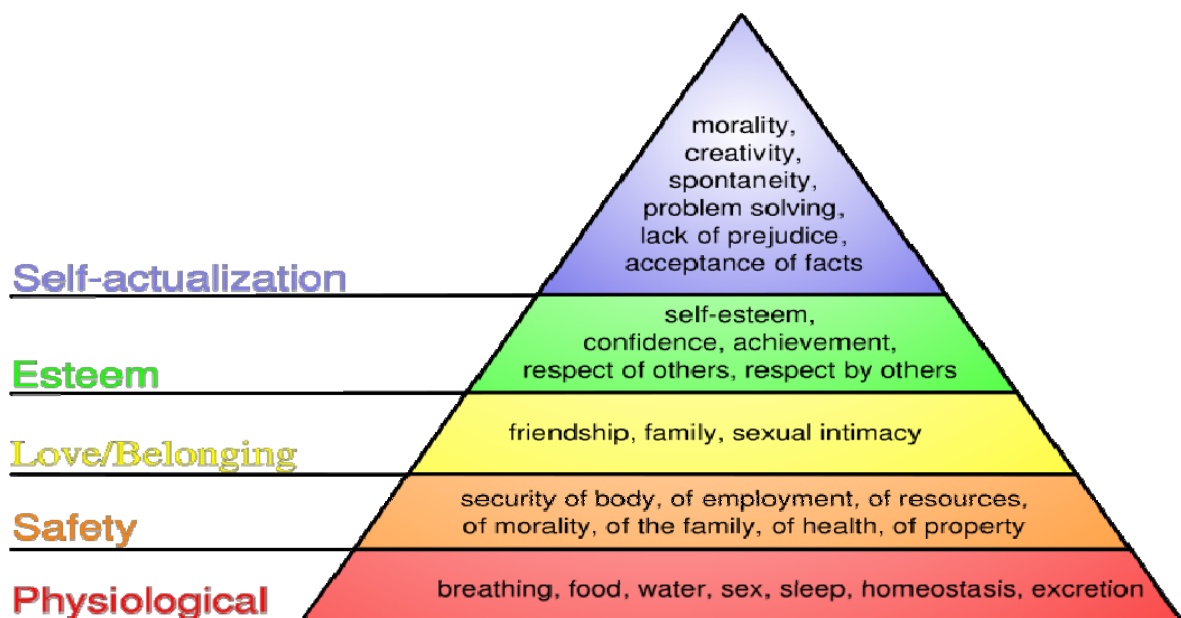 morality,
creativity,
spontaneity,
problem solving,
lack of prejudice,
acceptance of facts
Self-actualization
self-esteem,
confidence, achievement,
respect of others, respect by others
Esteem
friendship, family, sexual intimacy
Love/Belonging
security of body, of employment, of resources,
of morality, of the family, of health, of property
Safety
breathing, food, water, sex, sleep, homeostasis, excretion
Physiological